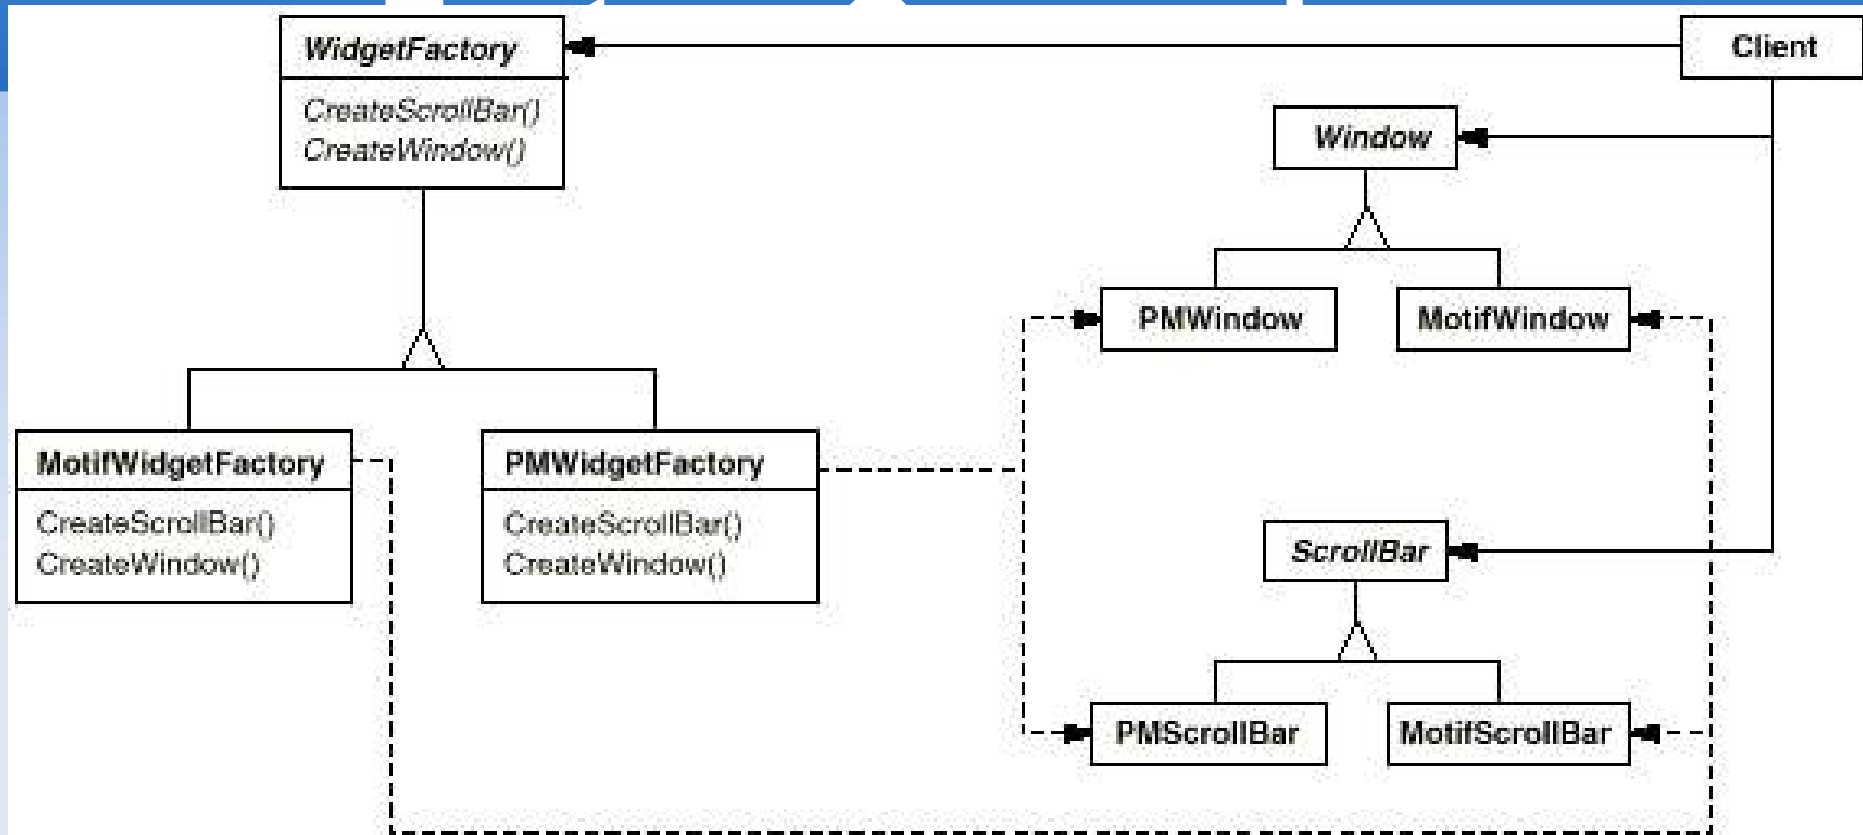 WidgetFactory
CreateScrollBar()
CreateWindow()
Client
Window
PMWindow
MotifWindow
MotifWidgetFactory
CreateScrollBar()
CreateWindow()
PMWidgetFactory
CreateScrollBar()
CreateWindow()
ScrollBar
PMScrollBar
MotifScrollBar